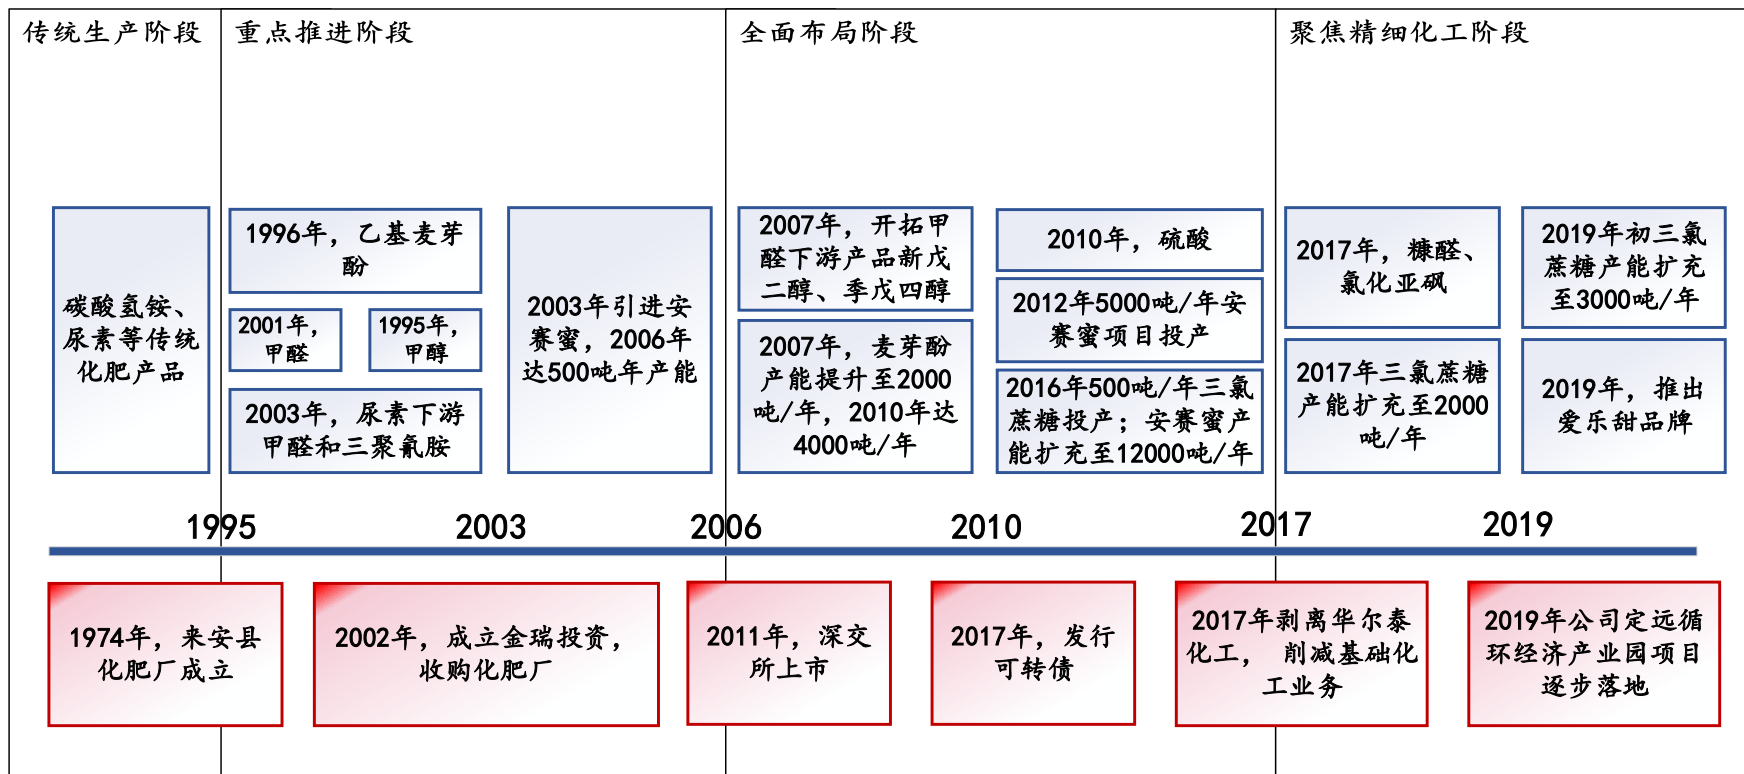 传统生产阶段
重点推进阶段
全面布局阶段
聚焦精细化工阶段
碳酸氢铵、
尿素等传统
化肥产品
1996年，乙基麦芽
酚
2001年，
甲醛
1995年，
甲醇
2003年，尿素下游
甲醛和三聚氰胺
2003年引进安
赛蜜，2006年
达500吨年产能
2007年，开拓甲
醛下游产品新戊
二醇、季戊四醇
2007年，麦芽酚
产能提升至2000
吨/年，2010年达
4000吨/年
2010年，硫酸
2012年5000吨/年安
赛蜜项目投产
2016年500吨/年三氯
蔗糖投产；安赛蜜产
能扩充至12000吨/年
2017年，糠醛、
氯化亚砜
2017年三氯蔗糖
产能扩充至2000
吨/年
2019年初三氯
蔗糖产能扩充
至3000吨/年
2019年，推出
爱乐甜品牌
1995
2003
2006
2010
2017
2019
1974年，来安县
化肥厂成立
2002年，成立金瑞投资，
收购化肥厂
2011年，深交
所上市
2017年，发行
可转债
2017年剥离华尔泰
化工， 削减基础化
工业务
2019年公司定远循
环经济产业园项目
逐步落地